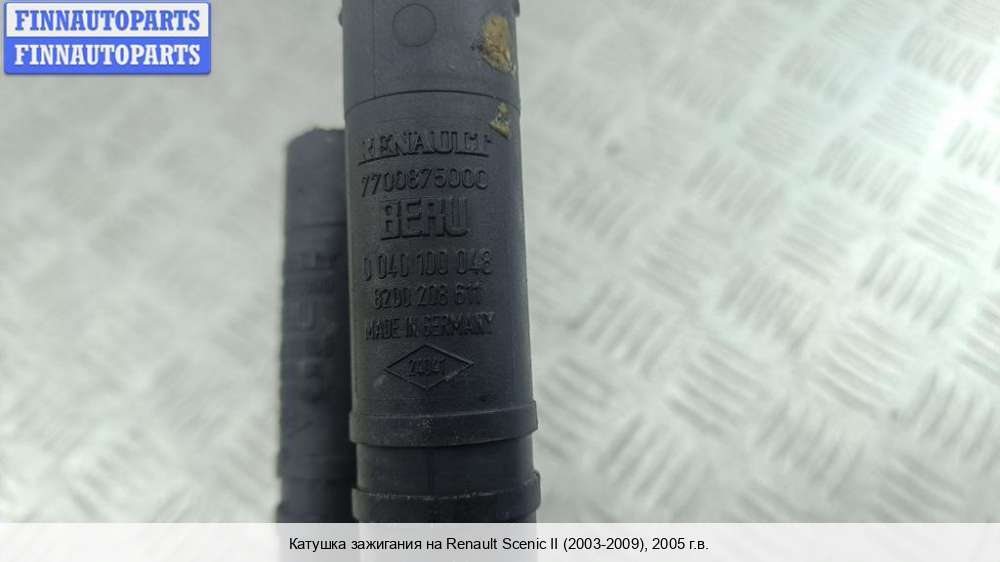 FINNAUTOPARTS
FINNAUTOPARTS
RENAULT
7700875000
BERU
0 040 100 048
8200 208 611
MADE IN GERMANY
24041
Катушка зажигания на Renault Scenic II (2003-2009), 2005 г.в.